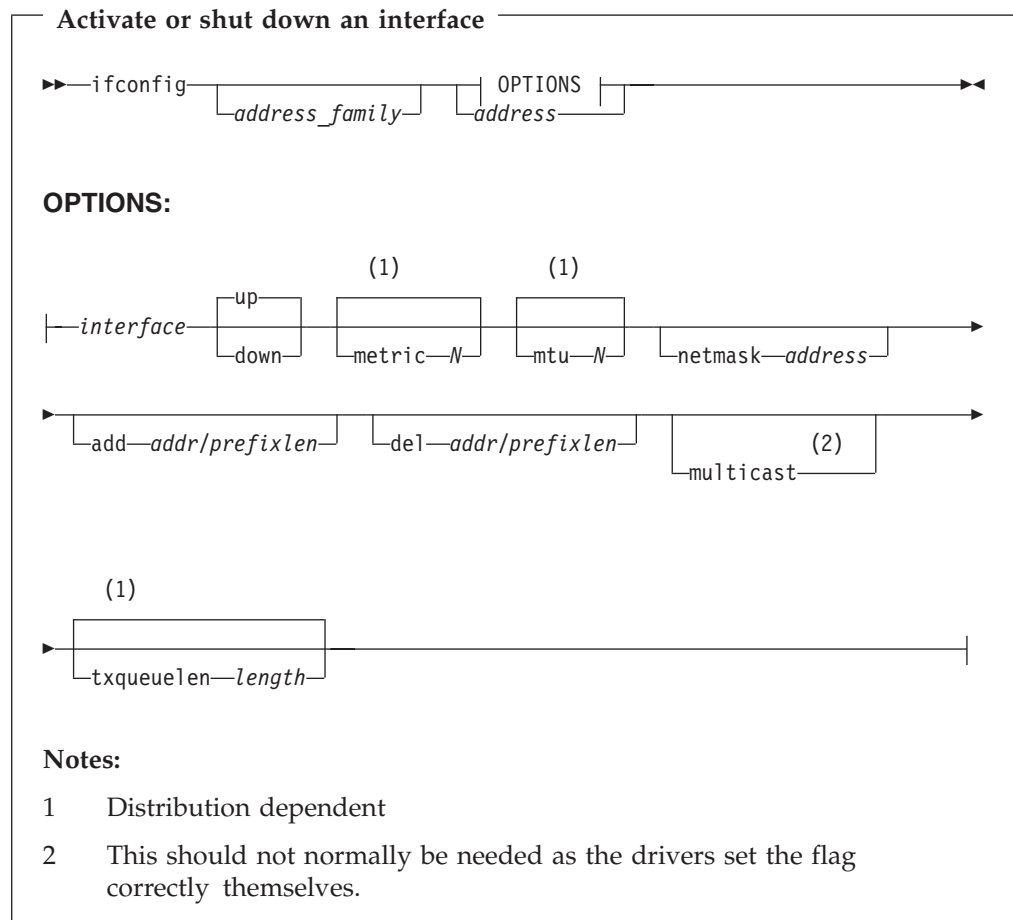 Activate or shut down an interface
ifconfig OPTIONS
address_family address
OPTIONS:
(1) (1)
up
interface
down metric N mtu N netmask address
add addr/prefixlen del addr/prefixlen (2)
multicast
(1)
txqueuelen length
Notes:
1 Distribution dependent
2 This should not normally be needed as the drivers set the flag
correctly themselves.